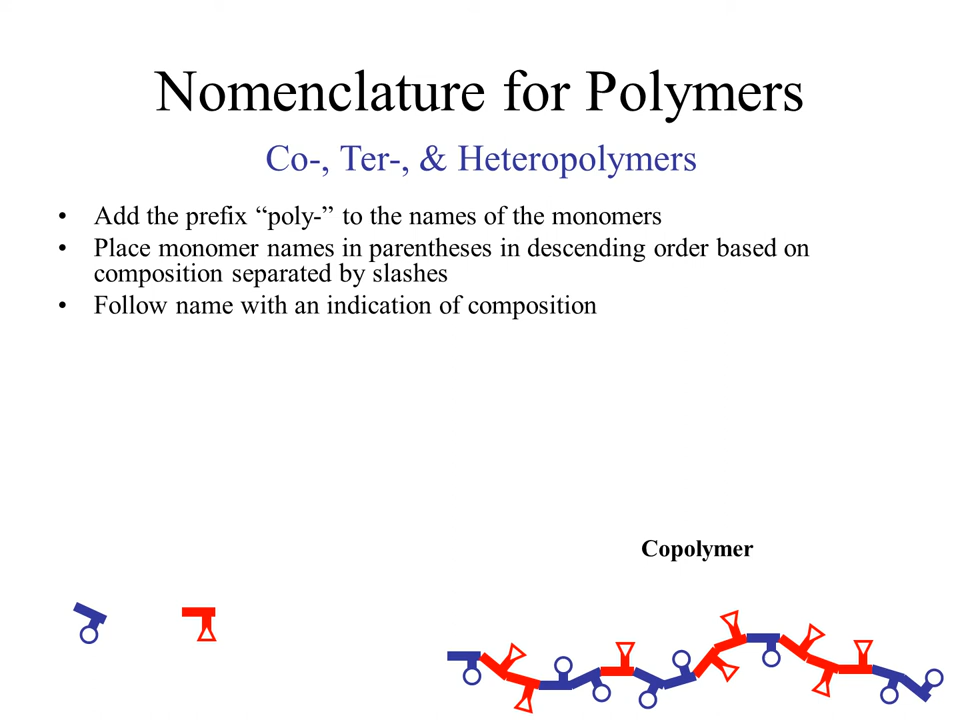 Nomenclature for Polymers
Co-, Ter-, & Heteropolymers
• Add the prefix “poly-” to the names of the monomers
• Place monomer names in parentheses in descending order based on
composition separated by slashes
• Follow name with an indication of composition
Copolymer